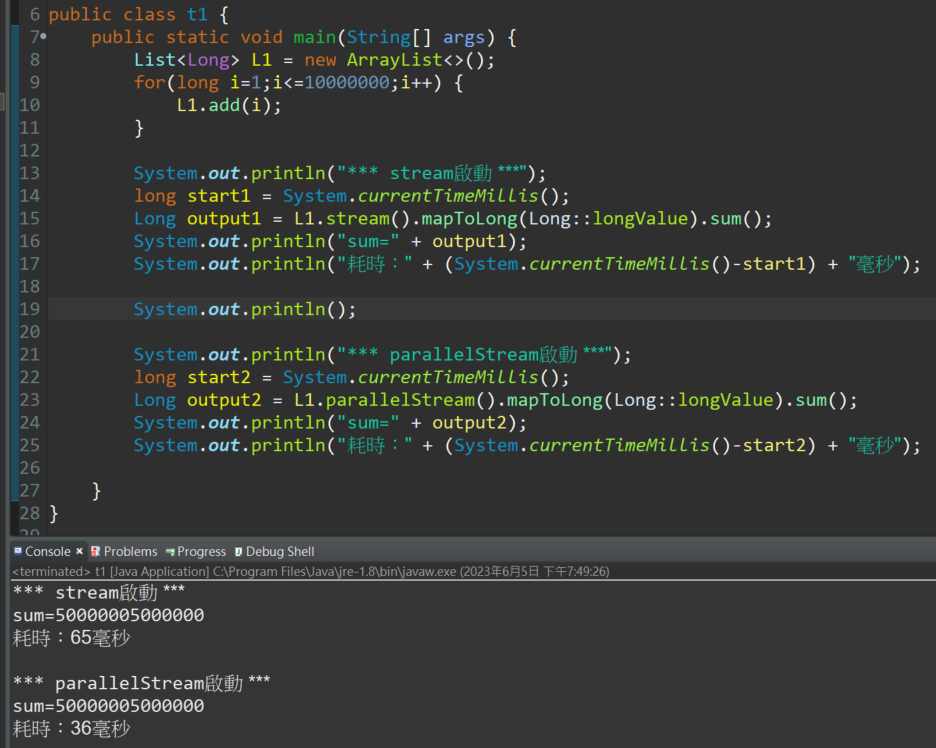 6 public class t1 {
7 public static void main(String[] args) {
8 List<Long> L1 = new ArrayList<>();
9 for(long i=1;i<=10000000;i++) {
10 L1.add(i);
11 }
12
13 System.out.println("*** stream啟動 ***");
14 long start1 = System.currentTimeMillis();
15 Long output1 = L1.stream().mapToLong(Long::longValue).sum();
16 System.out.println("sum=" + output1);
17 System.out.println("耗時：" + (System.currentTimeMillis()-start1) + "毫秒");
18
19 System.out.println();
20
21 System.out.println("*** parallelStream啟動 ***");
22 long start2 = System.currentTimeMillis();
23 Long output2 = L1.parallelStream().mapToLong(Long::longValue).sum();
24 System.out.println("sum=" + output2);
25 System.out.println("耗時：" + (System.currentTimeMillis()-start2) + "毫秒");
26
27 }
28 }
29
Console Problems Progress Debug Shell
<terminated> t1 [Java Application] C:\Program Files\Java\jre-1.8\bin\javaw.exe (2023年6月5日 下午7:49:26)
*** stream啟動 ***
sum=50000005000000
耗時：65毫秒
*** parallelStream啟動 ***
sum=50000005000000
耗時：36毫秒